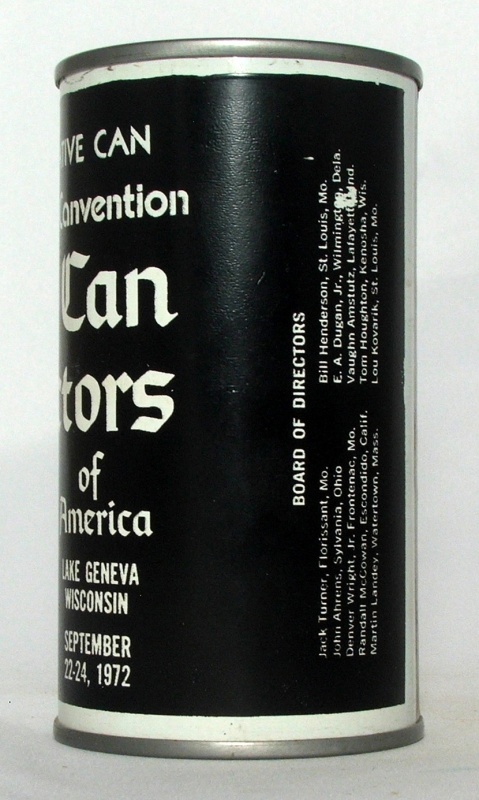 TIVE CAN
Canvention
Can
tors
of
America
LAKE GENEVA
WISCONSIN
SEPTEMBER
22-24, 1972
BOARD OF DIRECTORS
Jack Turner, Florissant, Mo.
John Ahrens, Sylvania, Ohio
Denver Wright, Jr. Frontenac, Mo.
Randall McCowan, Escondido, Calif.
Martin Landey, Watertown, Mass.
Bill Henderson, St. Louis, Mo.
E. A. Dugan, Jr., Wilmington, Dela.
Vaughn Amstutz, Lafayette, Ind.
Tom Houghton, Kenosha, Wis.
Lou Kovarik, St. Louis, Mo.